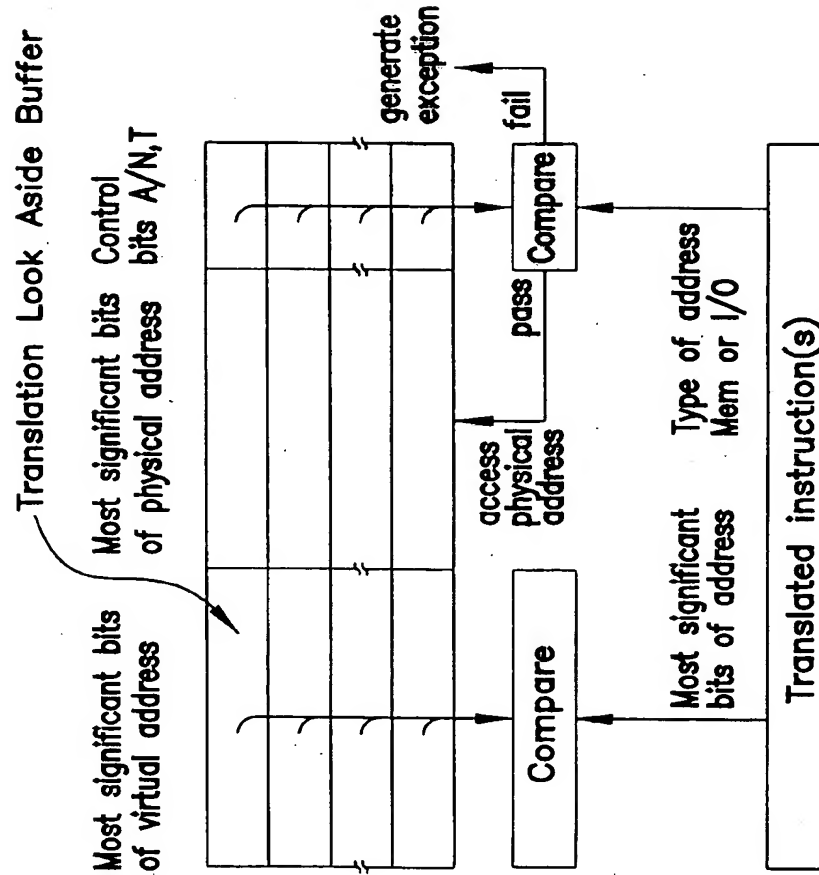 Translation Look Aside Buffer
Most significant bits
of virtual address
Most significant bits
of physical address
Control
bits A/N,T
access
physical
address
pass
fail
generate
exception
Compare
Compare
Most significant
bits of address
Type of address
Mem or I/O
Translated instruction(s)